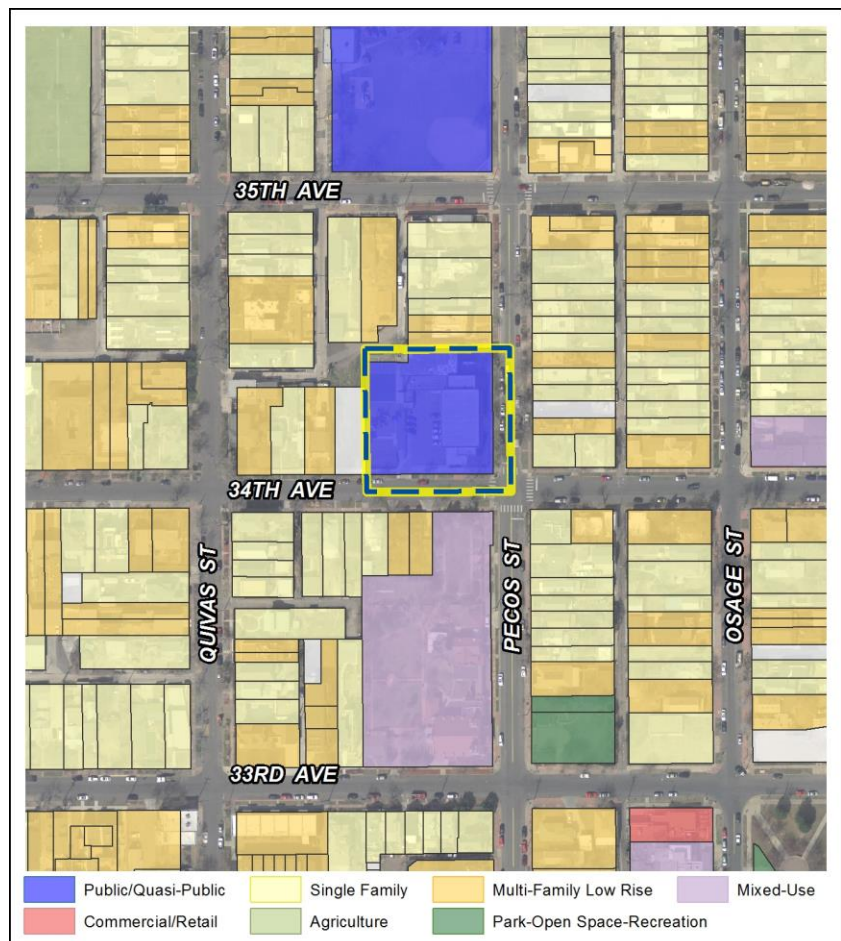 35TH AVE
34TH AVE
QUIVAS ST
PECOS ST
OSAGE ST
33RD AVE
Public/Quasi-Public
Single Family
Multi-Family Low Rise
Mixed-Use
Commercial/Retail
Agriculture
Park-Open Space-Recreation